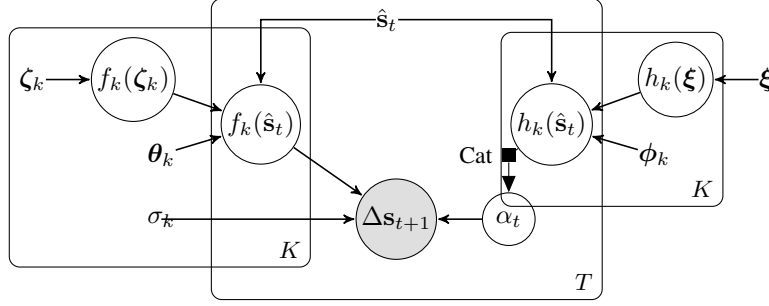 ŝ_t
ζ_k
f_k(ζ_k)
h_k(ξ)
ξ
f_k(ŝ_t)
h_k(ŝ_t)
θ_k
Cat
ϕ_k
K
σ_k
Δs_{t+1}
α_t
K
T